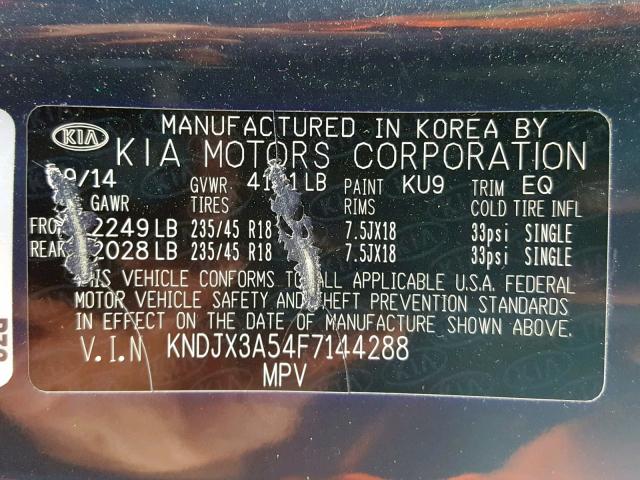 KIA
MANUFACTURED IN KOREA BY
KIA MOTORS CORPORATION
GVWR LB PAINT KU9 TRIM EQ
GAWR TIRES RIMS COLD TIRE INFL
2249 LB 235/45 R18 7.5JX18 33psi SINGLE
REAR 2028 LB 235/45 R18 7.5JX18 33psi SINGLE
THIS VEHICLE CONFORMS TO ALL APPLICABLE U.S.A. FEDERAL
MOTOR VEHICLE SAFETY AND THEFT PREVENTION STANDARDS
IN EFFECT ON THE DATE OF MANUFACTURE SHOWN ABOVE.
V.I.N KNDJX3A54F7144288
MPV